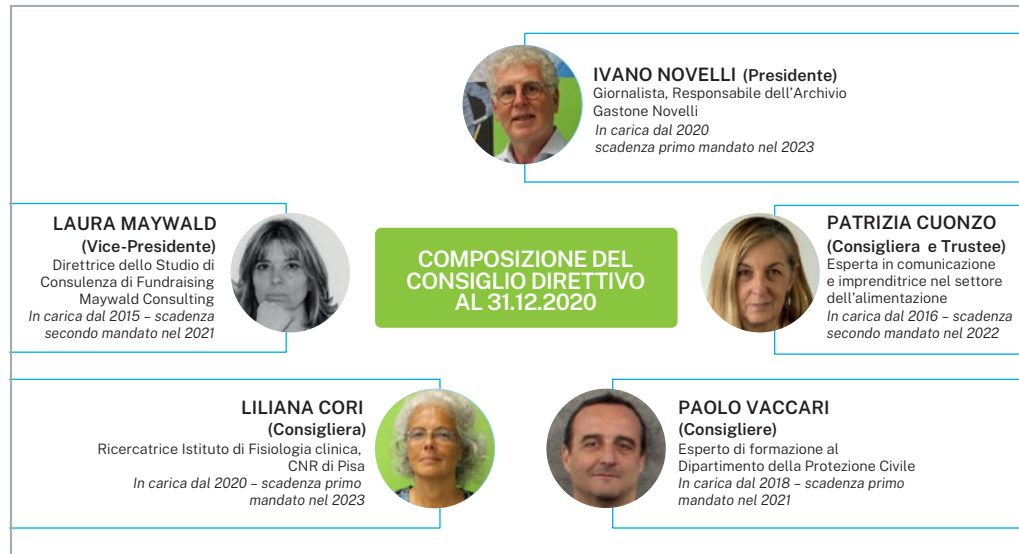 IVANO NOVELLI (Presidente)
Giornalista, Responsabile dell'Archivio
Gastone Novelli
In carica dal 2020
scadenza primo mandato nel 2023
LAURA MAYWALD
(Vice-Presidente)
Direttrice dello Studio di
Consulenza di Fundraising
Maywald Consulting
In carica dal 2015 – scadenza
secondo mandato nel 2021
COMPOSIZIONE DEL
CONSIGLIO DIRETTIVO
AL 31.12.2020
PATRIZIA CUONZO
(Consigliera e Trustee)
Esperta in comunicazione
e imprenditrice nel settore
dell'alimentazione
In carica dal 2016 – scadenza
secondo mandato nel 2022
LILIANA CORI
(Consigliera)
Ricercatrice Istituto di Fisiologia clinica,
CNR di Pisa
In carica dal 2020 – scadenza primo
mandato nel 2023
PAOLO VACCARI
(Consigliere)
Esperto di formazione al
Dipartimento della Protezione Civile
In carica dal 2018 – scadenza primo
mandato nel 2021